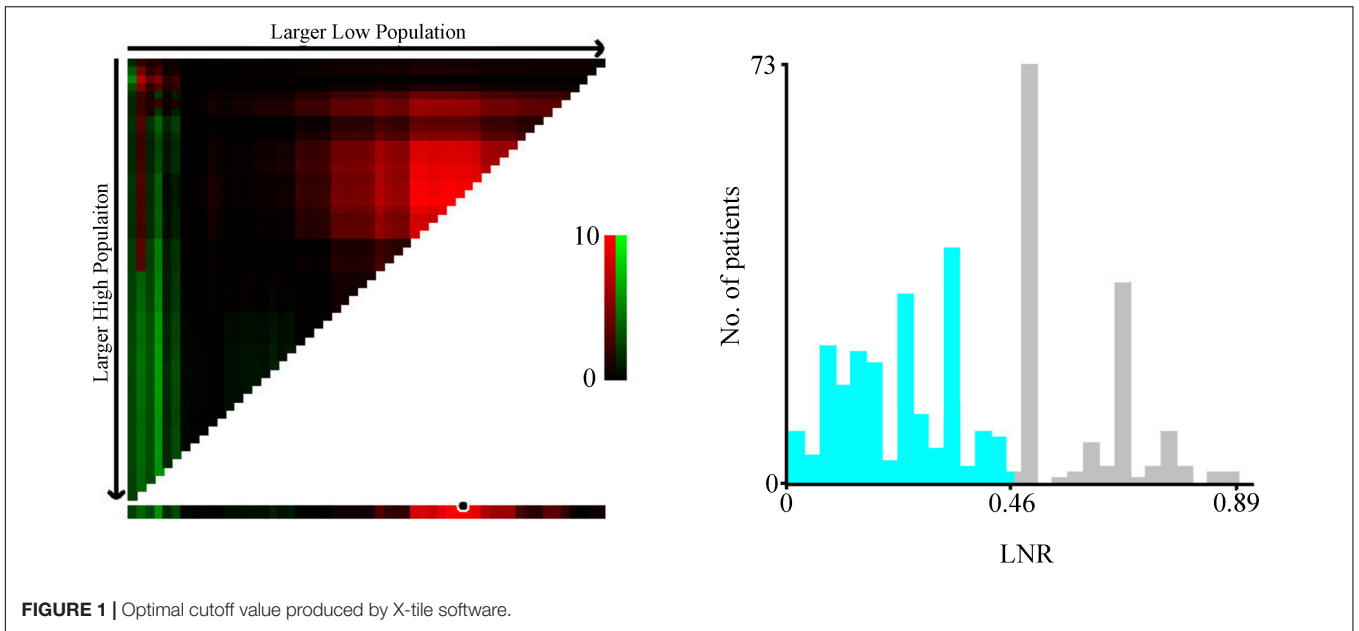 Larger Low Population
Larger High Populaiton
10
0
73
0
No. of patients
0
0.46
0.89
LNR
FIGURE 1 | Optimal cutoff value produced by X-tile software.